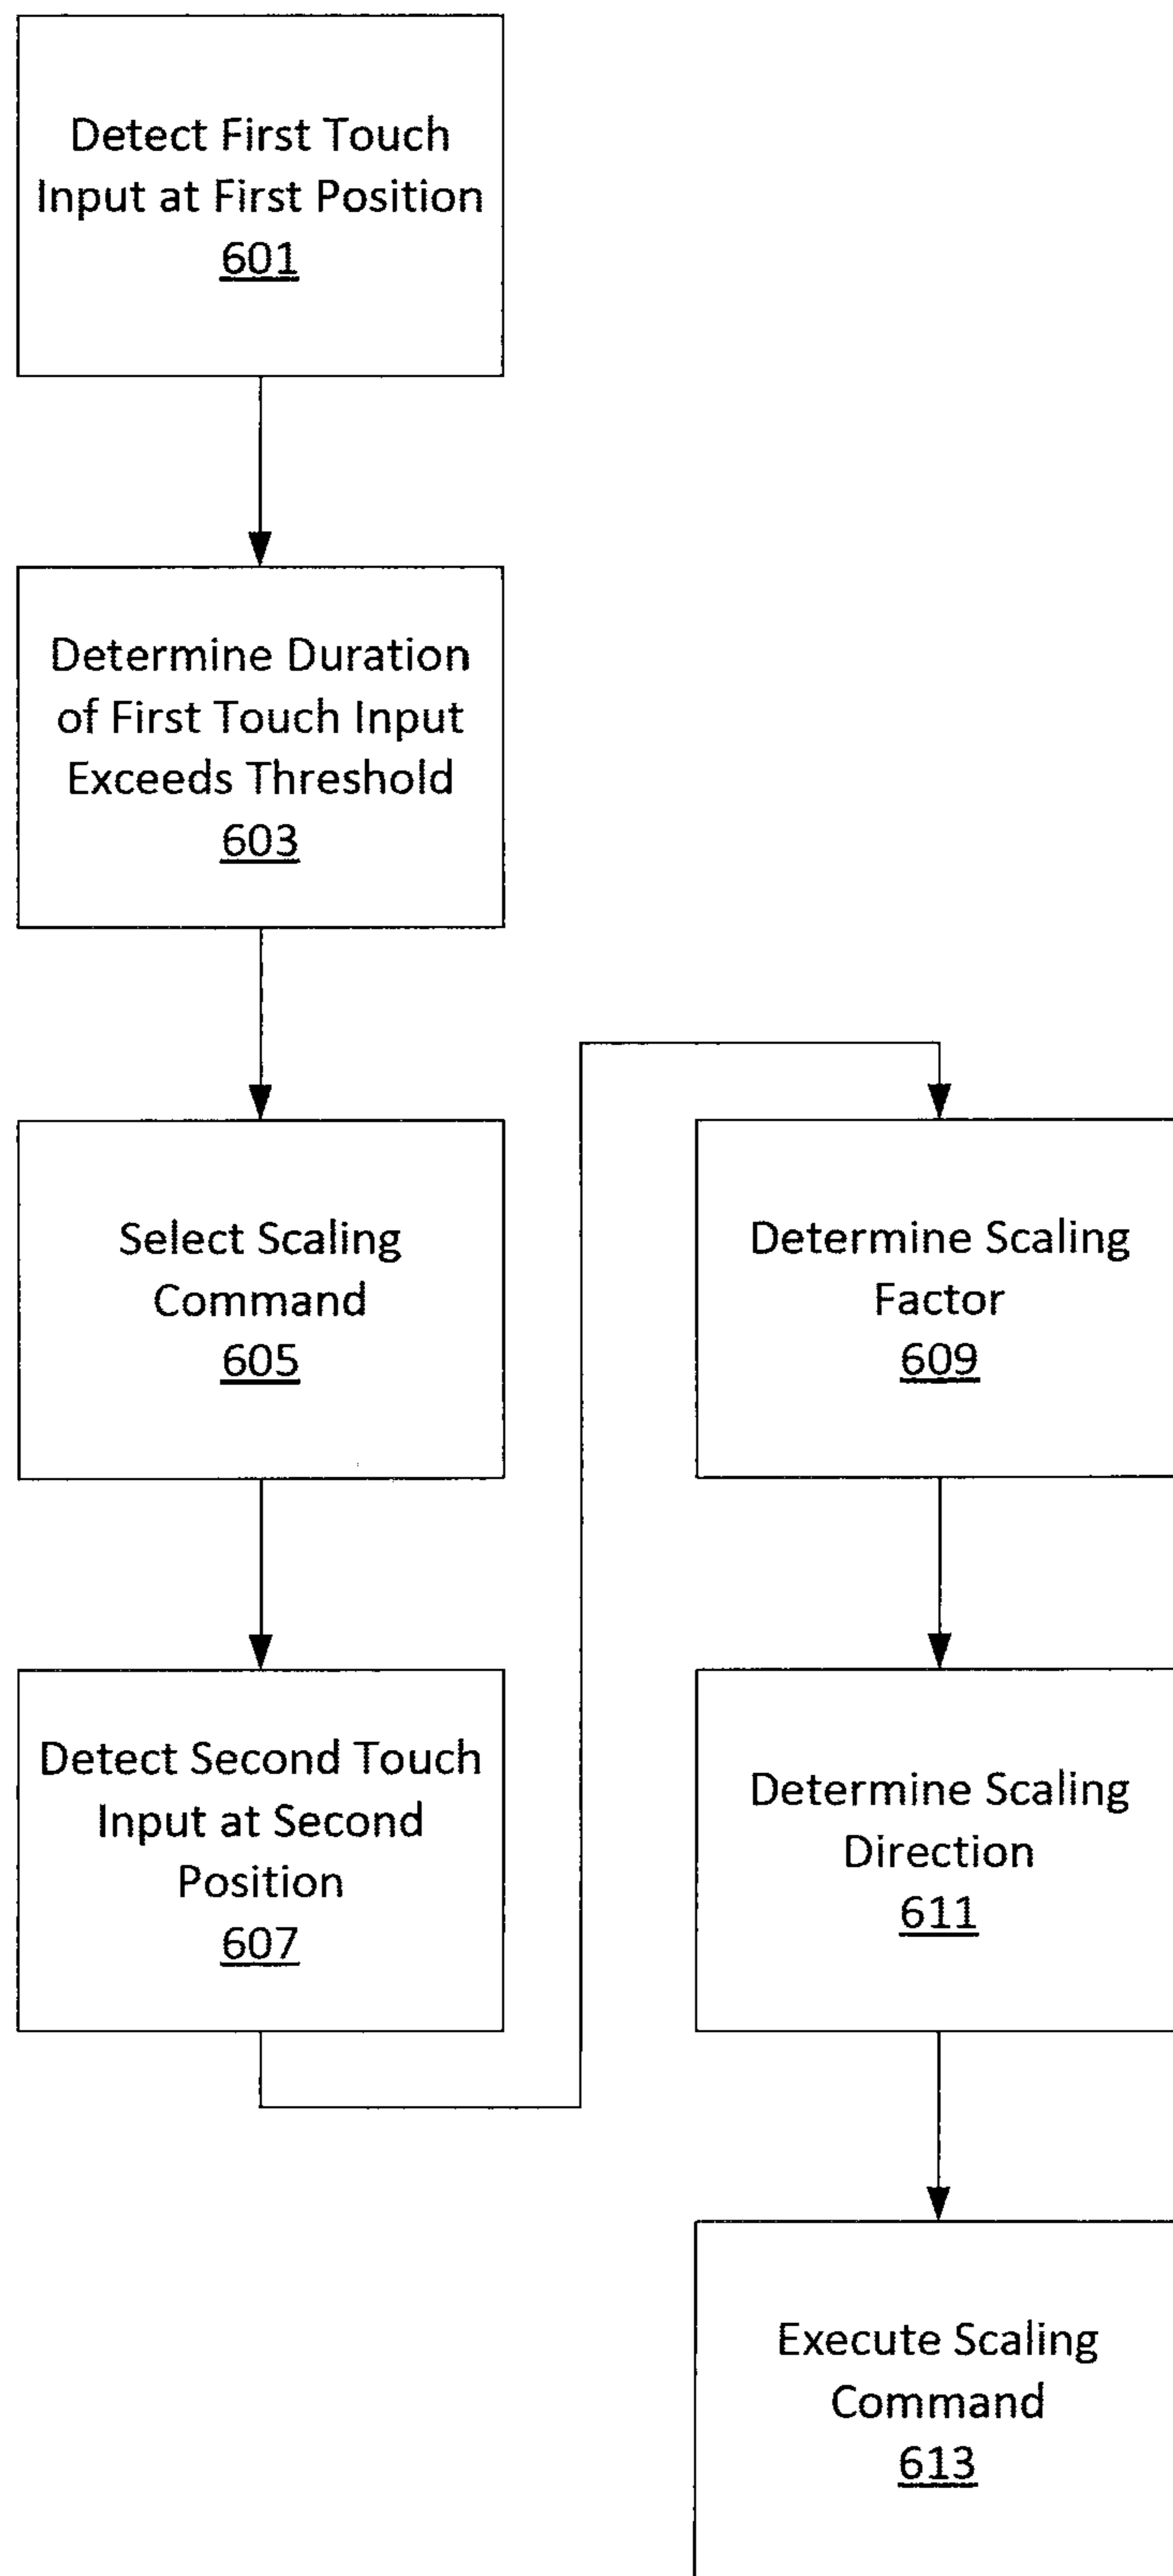 Detect First Touch
Input at First Position
601
Determine Duration
of First Touch Input
Exceeds Threshold
603
Select Scaling
Command
605
Detect Second Touch
Input at Second
Position
607
Determine Scaling
Factor
609
Determine Scaling
Direction
611
Execute Scaling
Command
613